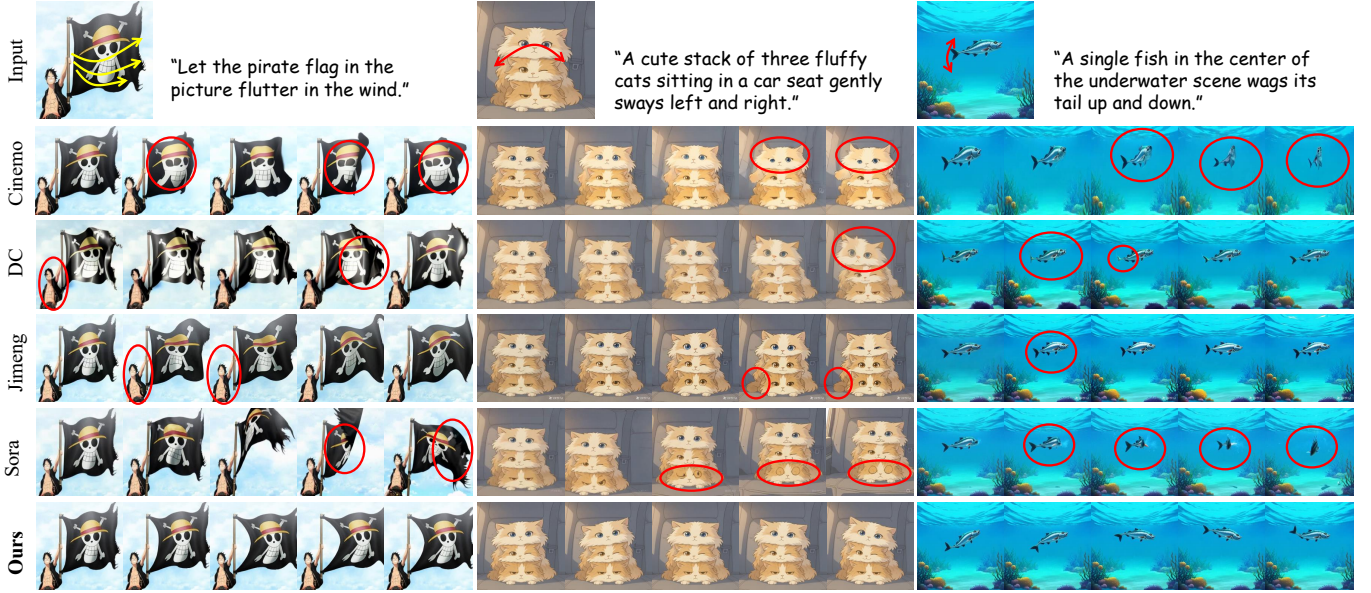 Input
“Let the pirate flag in the
picture flutter in the wind.”
“A cute stack of three fluffy
cats sitting in a car seat gently
sways left and right.”
“A single fish in the center of
the underwater scene wags its
tail up and down.”
Cinemo
DC
Jimeng
Sora
Ours